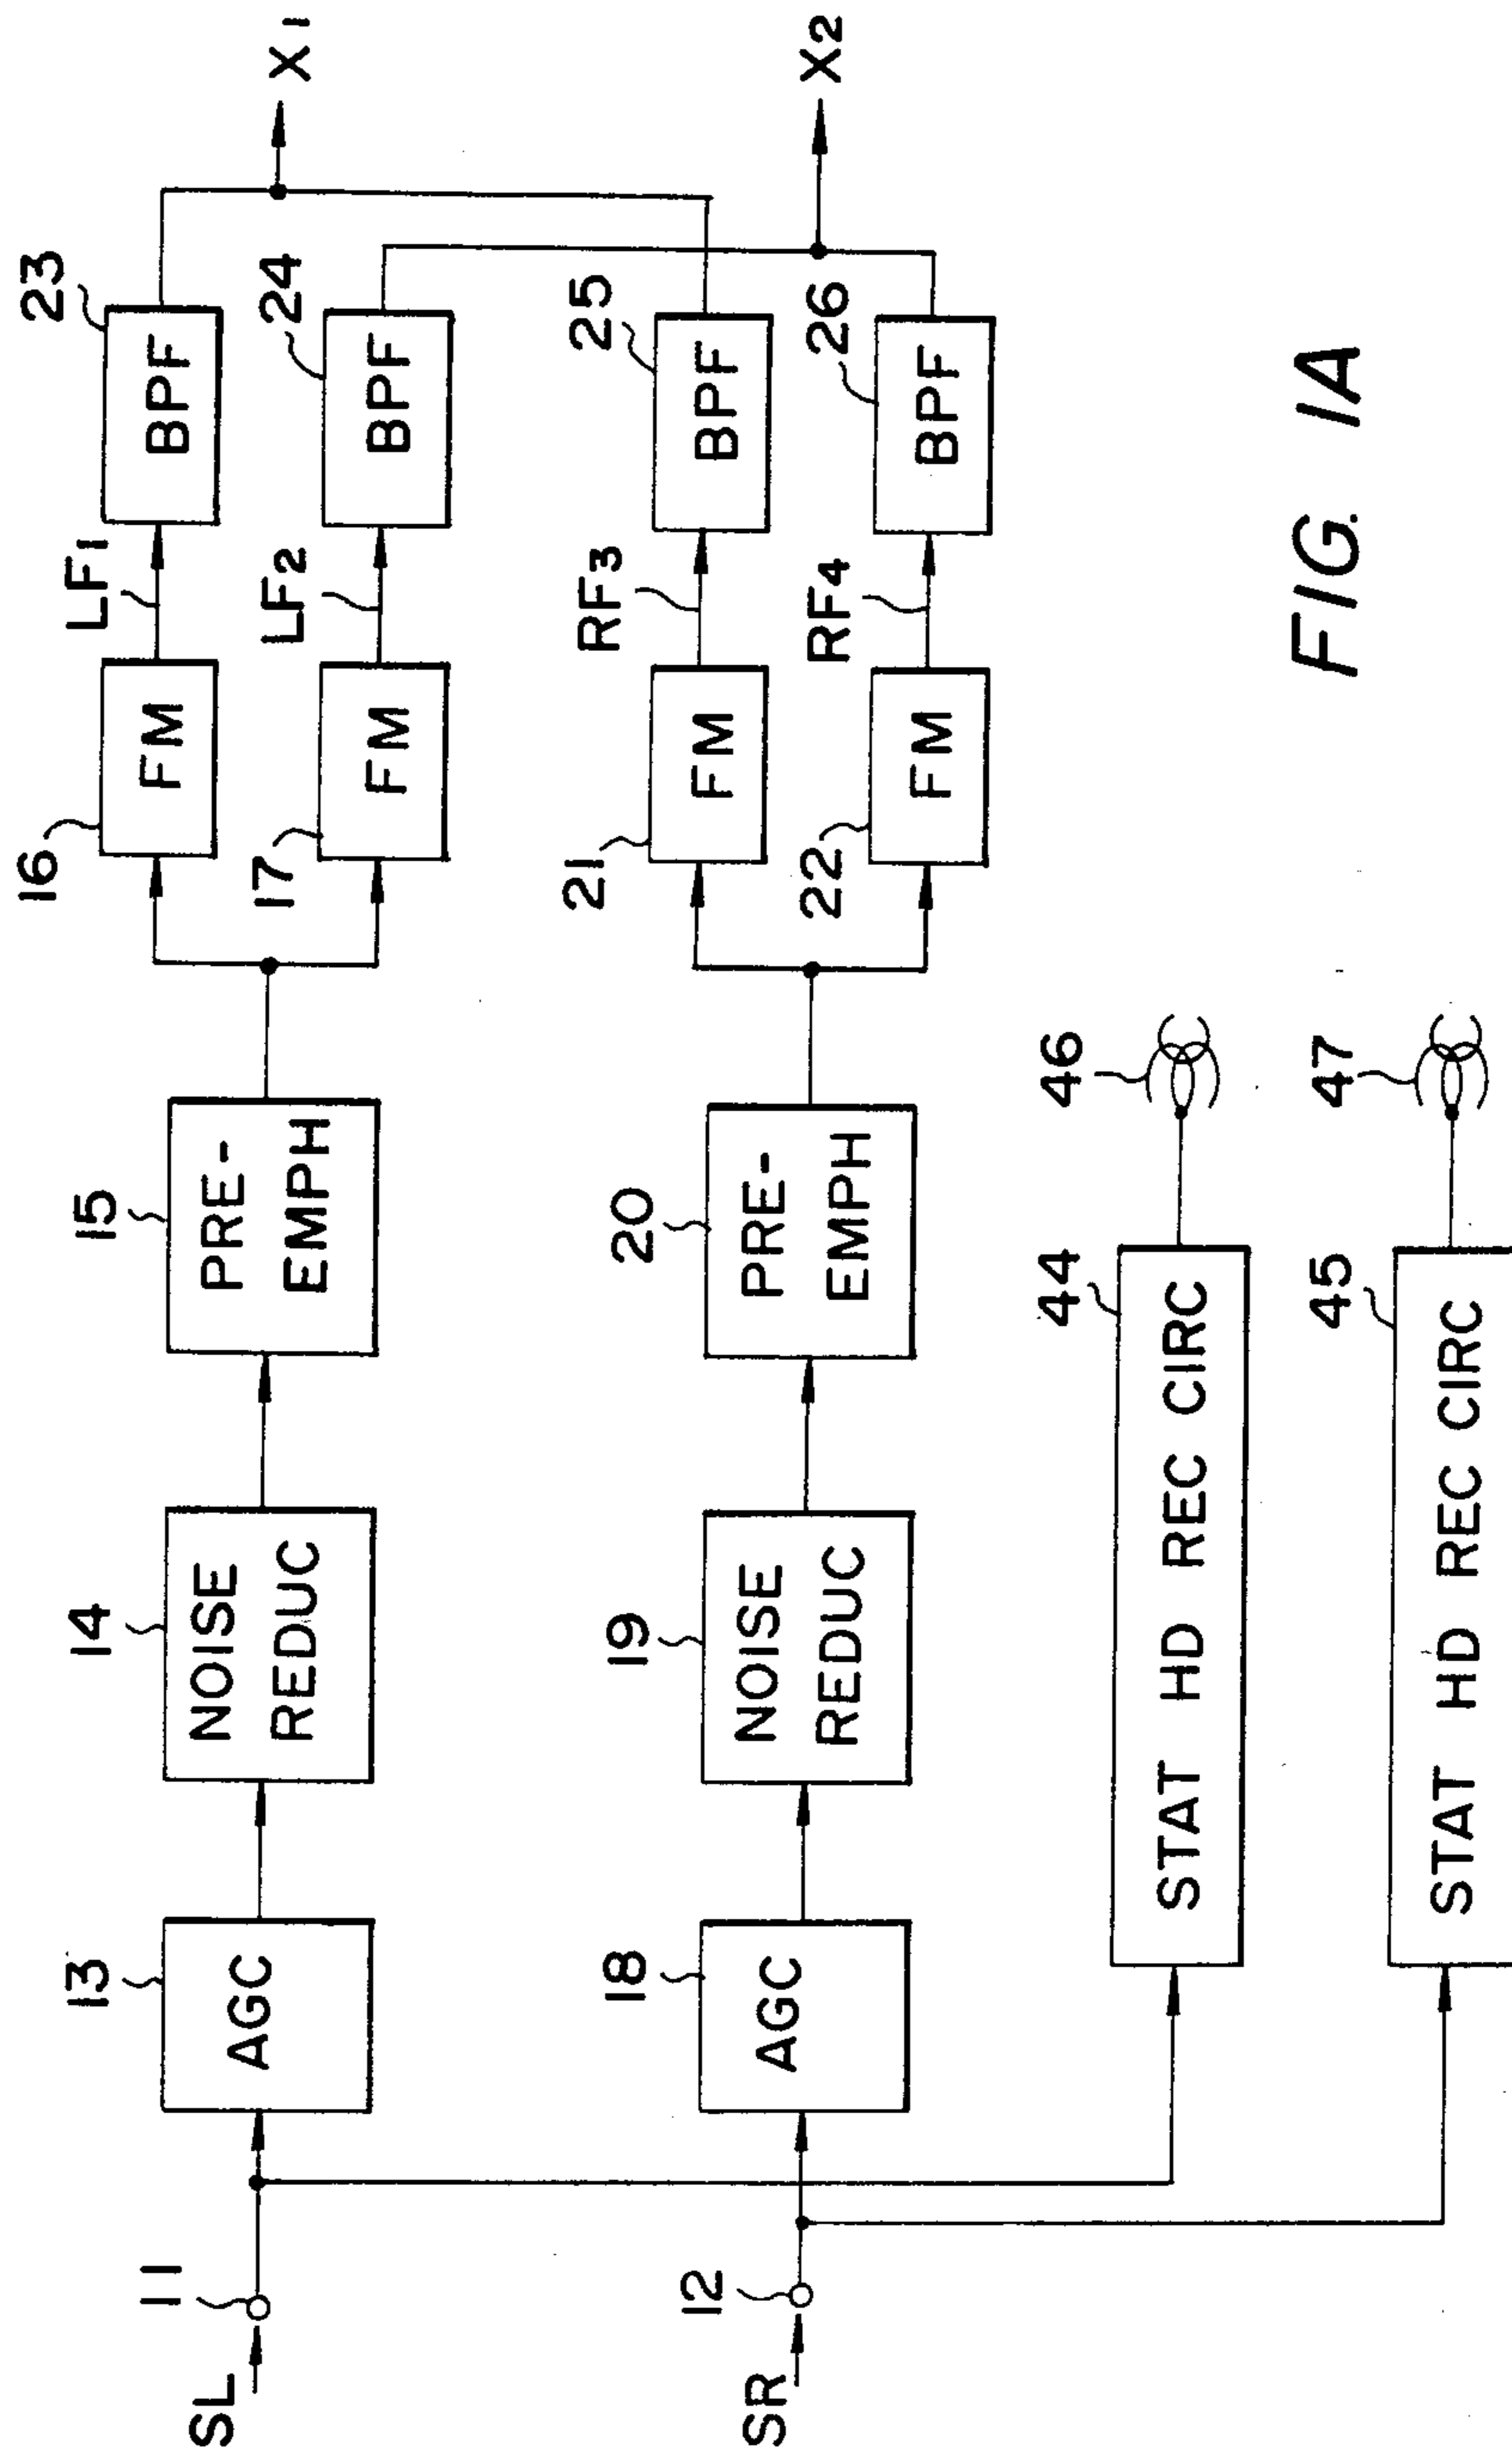 SL
11
13
AGC
14
NOISE
REDUC
15
PRE-
EMPH
16
FM
LF1
23
BPF
17
FM
LF2
24
BPF
X1
SR
12
18
AGC
19
NOISE
REDUC
20
PRE-
EMPH
21
FM
RF3
25
BPF
22
FM
RF4
26
BPF
X2
44
STAT HD REC CIRC
46
45
STAT HD REC CIRC
47
FIG. 1A